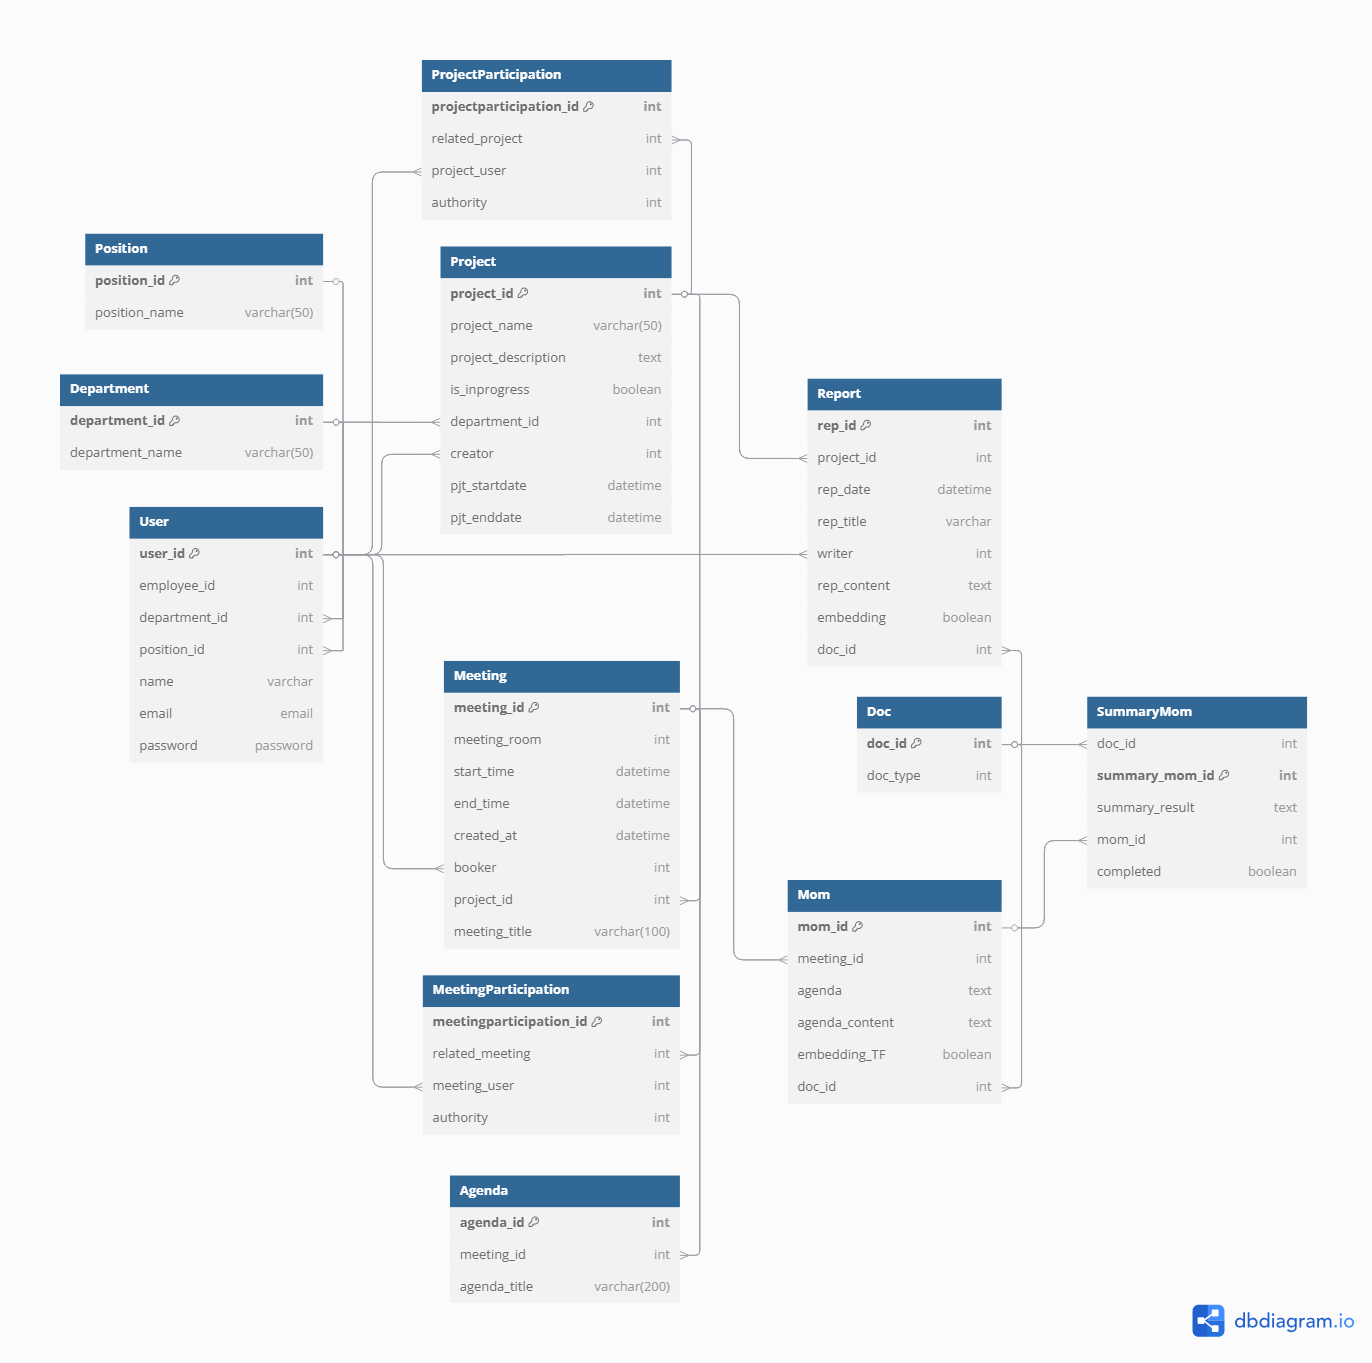 ProjectParticipation
projectparticipation_id int
related_project int
project_user int
authority int
Position
position_id int
position_name varchar(50)
Project
project_id int
project_name varchar(50)
project_description text
is_inprogress boolean
department_id int
creator int
pjt_startdate datetime
pjt_enddate datetime
Department
department_id int
department_name varchar(50)
Report
rep_id int
project_id int
rep_date datetime
rep_title varchar
writer int
rep_content text
embedding boolean
doc_id int
User
user_id int
employee_id int
department_id int
position_id int
name varchar
email email
password password
Meeting
meeting_id int
meeting_room int
start_time datetime
end_time datetime
created_at datetime
booker int
project_id int
meeting_title varchar(100)
Doc
doc_id int
doc_type int
SummaryMom
doc_id int
summary_mom_id int
summary_result text
mom_id int
completed boolean
Mom
mom_id int
meeting_id int
agenda text
agenda_content text
embedding_TF boolean
doc_id int
MeetingParticipation
meetingparticipation_id int
related_meeting int
meeting_user int
authority int
Agenda
agenda_id int
meeting_id int
agenda_title varchar(200)
dbdiagram.io